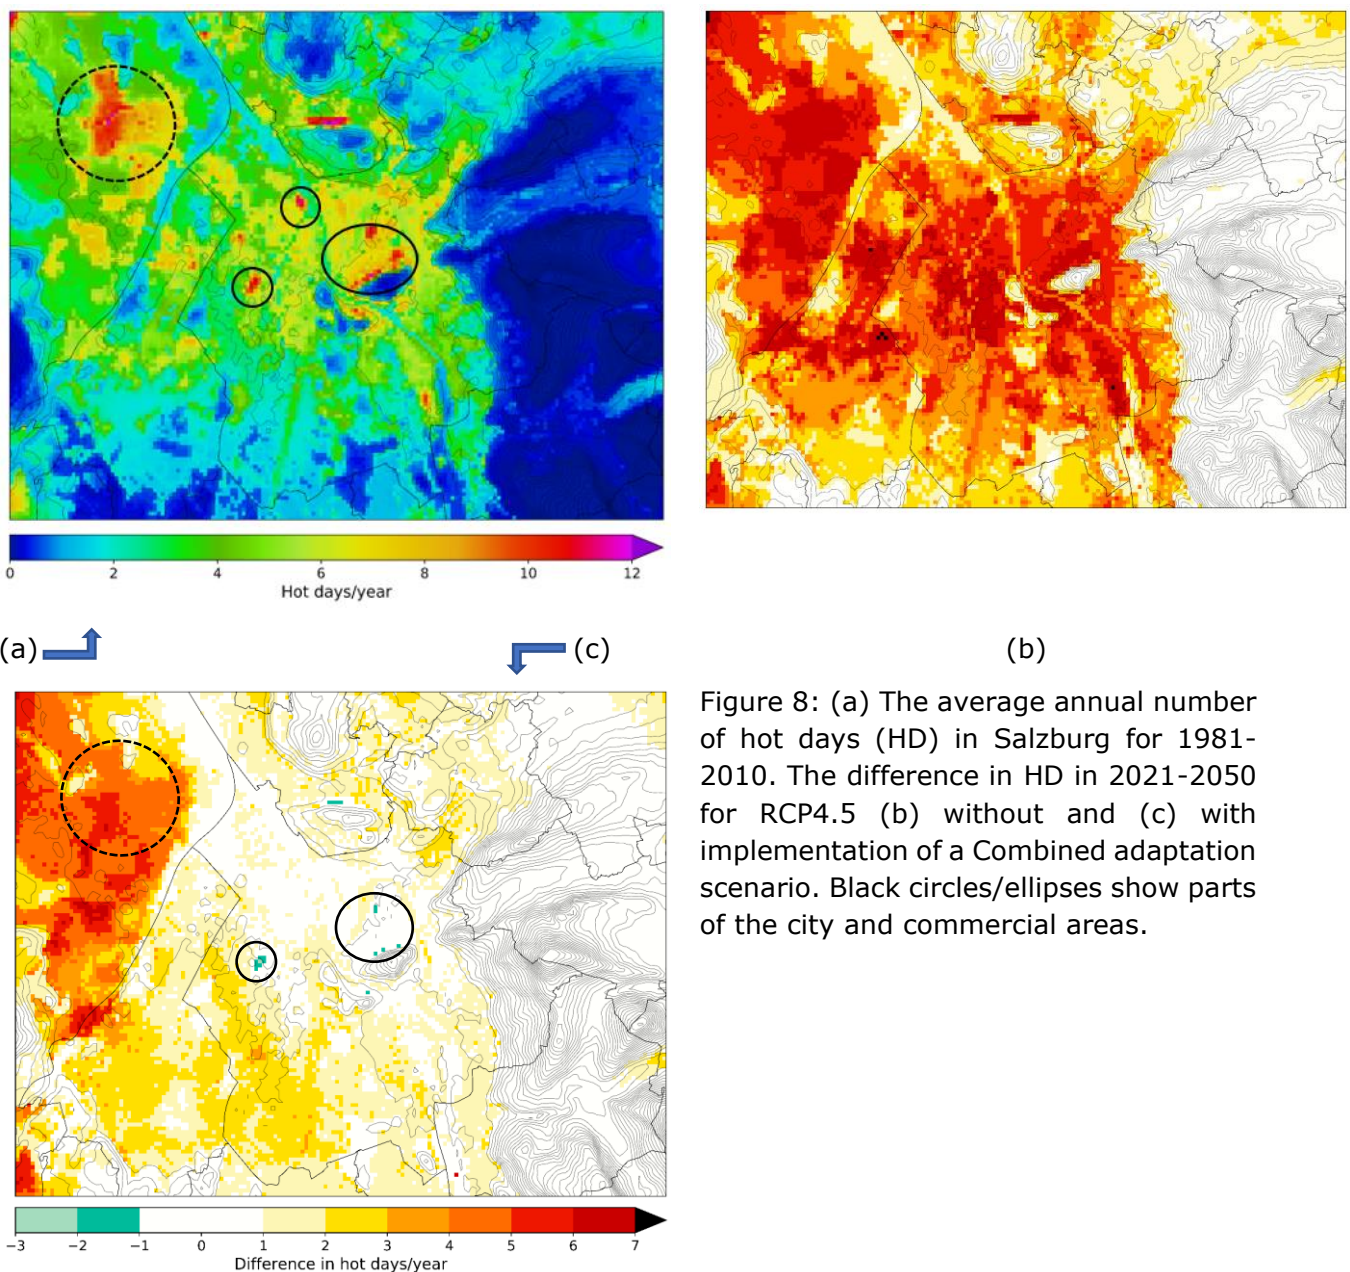 0 2 4 6 8 10 12
Hot days/year
(a) (c) (b)
Figure 8: (a) The average annual number
of hot days (HD) in Salzburg for 1981-
2010. The difference in HD in 2021-2050
for RCP4.5 (b) without and (c) with
implementation of a Combined adaptation
scenario. Black circles/ellipses show parts
of the city and commercial areas.
−3 −2 −1 0 1 2 3 4 5 6 7
Difference in hot days/year